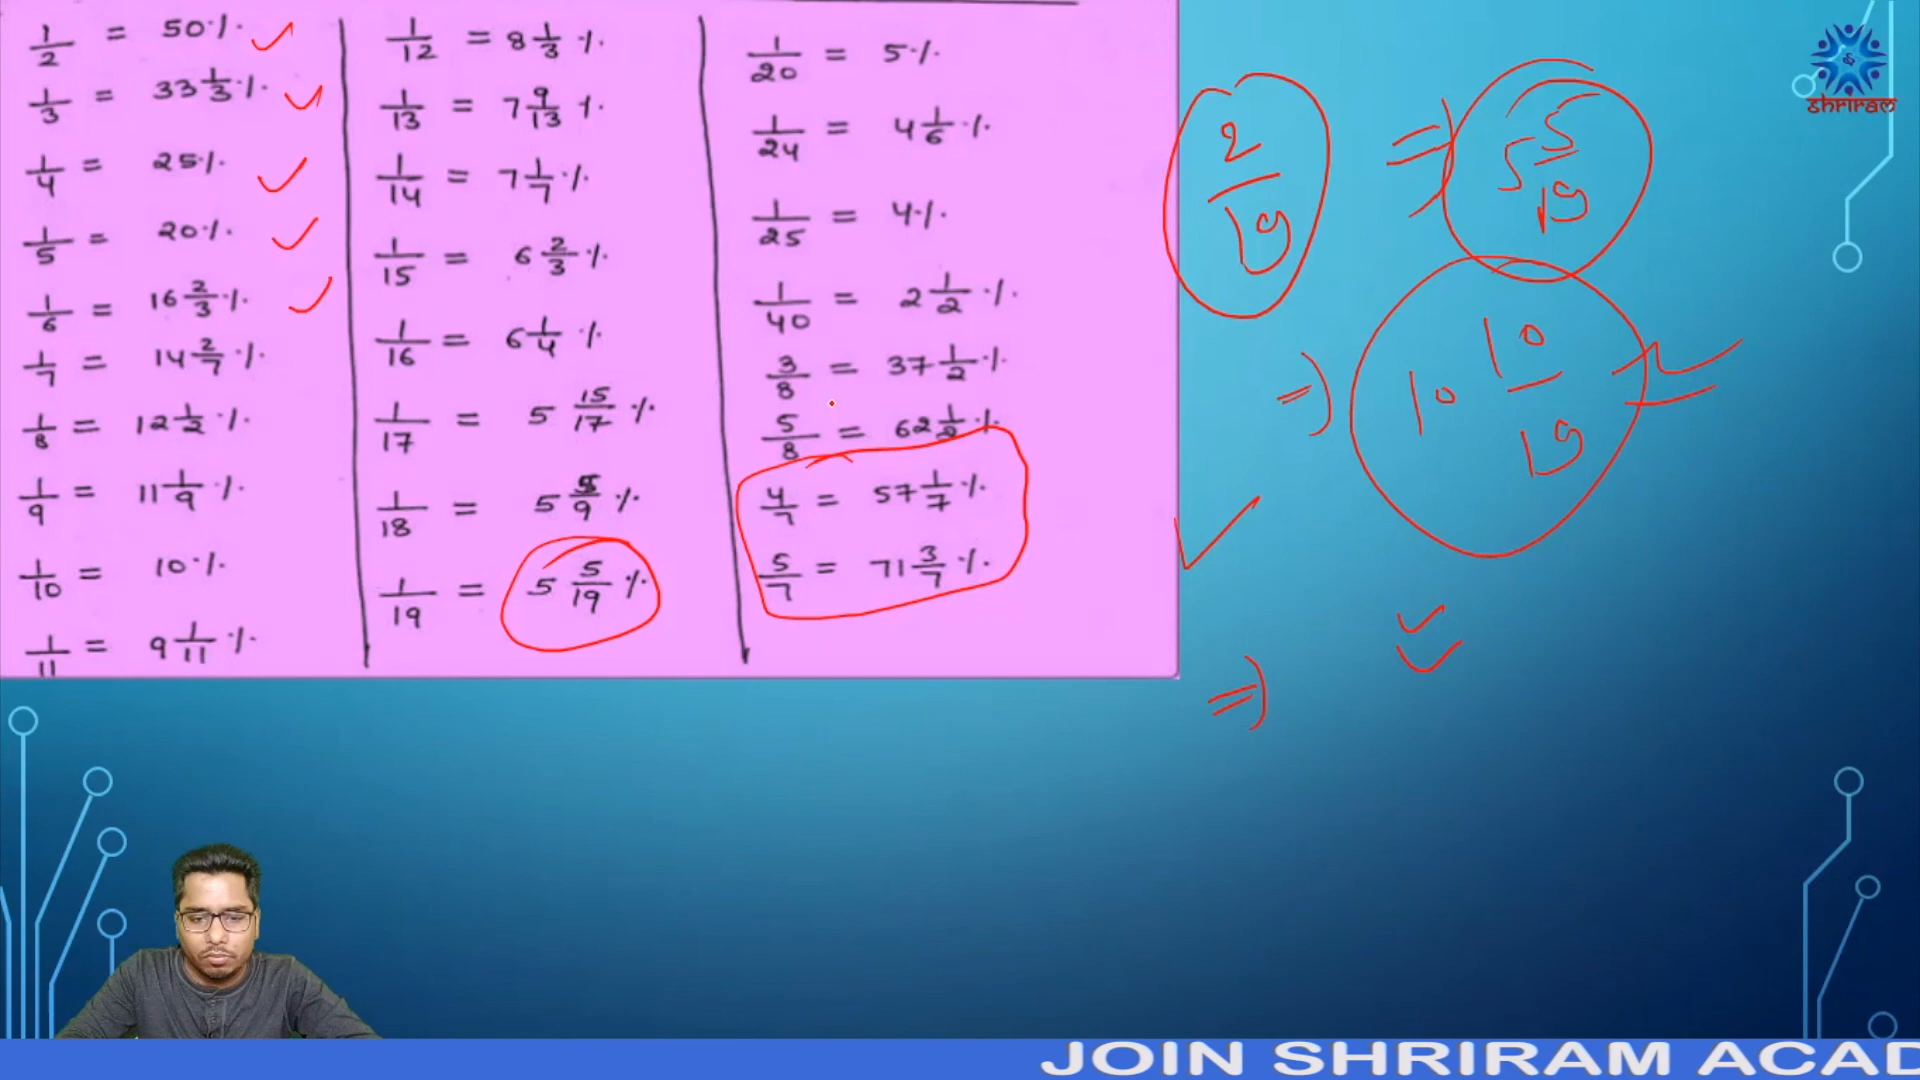 1/2 = 50%
1/3 = 33 1/3 %
1/4 = 25%
1/5 = 20%
1/6 = 16 2/3 %
1/7 = 14 2/7 %
1/8 = 12 1/2 %
1/9 = 11 1/9 %
1/10 = 10%
1/11 = 9 1/11 %
1/12 = 8 1/3 %
1/13 = 7 9/13 %
1/14 = 7 1/7 %
1/15 = 6 2/3 %
1/16 = 6 1/4 %
1/17 = 5 15/17 %
1/18 = 5 5/9 %
1/19 = 5 5/19 %
1/20 = 5%
1/24 = 4 1/6 %
1/25 = 4%
1/40 = 2 1/2 %
3/8 = 37 1/2 %
5/8 = 62 1/2 %
4/7 = 57 1/7 %
5/7 = 71 3/7 %
2/19 ⇒ 5 5/19
⇒ 10 10/19
⇒
shriram
JOIN SHRIRAM ACAD